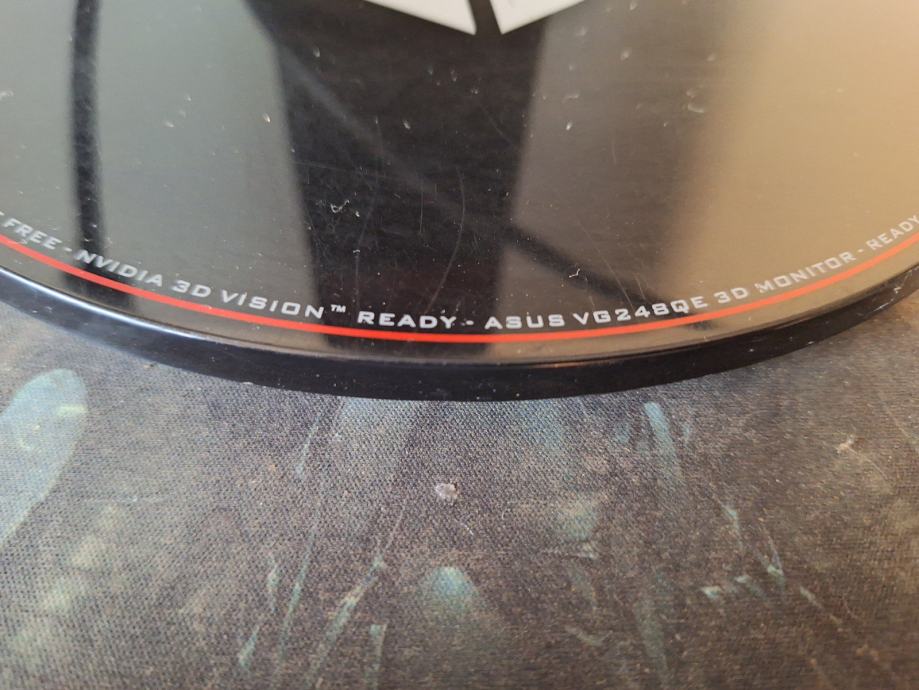 FREE - NVIDIA 3D VISION™ READY - ASUS VG248QE 3D MONITOR - READY